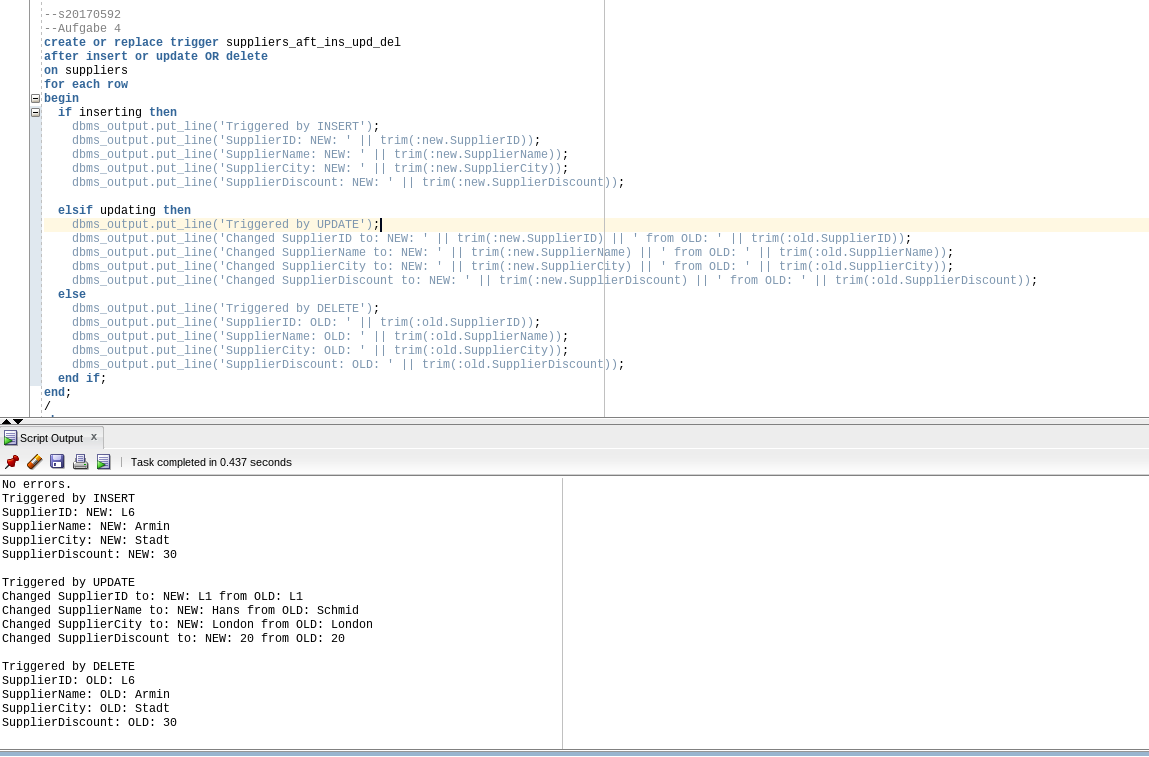 --s20170592
--Aufgabe 4
create or replace trigger suppliers_aft_ins_upd_del
after insert or update OR delete
on suppliers
for each row
begin
  if inserting then
    dbms_output.put_line('Triggered by INSERT');
    dbms_output.put_line('SupplierID: NEW: ' || trim(:new.SupplierID));
    dbms_output.put_line('SupplierName: NEW: ' || trim(:new.SupplierName));
    dbms_output.put_line('SupplierCity: NEW: ' || trim(:new.SupplierCity));
    dbms_output.put_line('SupplierDiscount: NEW: ' || trim(:new.SupplierDiscount));

  elsif updating then
    dbms_output.put_line('Triggered by UPDATE');
    dbms_output.put_line('Changed SupplierID to: NEW: ' || trim(:new.SupplierID) || ' from OLD: ' || trim(:old.SupplierID));
    dbms_output.put_line('Changed SupplierName to: NEW: ' || trim(:new.SupplierName) || ' from OLD: ' || trim(:old.SupplierName));
    dbms_output.put_line('Changed SupplierCity to: NEW: ' || trim(:new.SupplierCity) || ' from OLD: ' || trim(:old.SupplierCity));
    dbms_output.put_line('Changed SupplierDiscount to: NEW: ' || trim(:new.SupplierDiscount) || ' from OLD: ' || trim(:old.SupplierDiscount));
  else
    dbms_output.put_line('Triggered by DELETE');
    dbms_output.put_line('SupplierID: OLD: ' || trim(:old.SupplierID));
    dbms_output.put_line('SupplierName: OLD: ' || trim(:old.SupplierName));
    dbms_output.put_line('SupplierCity: OLD: ' || trim(:old.SupplierCity));
    dbms_output.put_line('SupplierDiscount: OLD: ' || trim(:old.SupplierDiscount));
  end if;
end;
/
Script Output x
Task completed in 0.437 seconds
No errors.
Triggered by INSERT
SupplierID: NEW: L6
SupplierName: NEW: Armin
SupplierCity: NEW: Stadt
SupplierDiscount: NEW: 30

Triggered by UPDATE
Changed SupplierID to: NEW: L1 from OLD: L1
Changed SupplierName to: NEW: Hans from OLD: Schmid
Changed SupplierCity to: NEW: London from OLD: London
Changed SupplierDiscount to: NEW: 20 from OLD: 20

Triggered by DELETE
SupplierID: OLD: L6
SupplierName: OLD: Armin
SupplierCity: OLD: Stadt
SupplierDiscount: OLD: 30